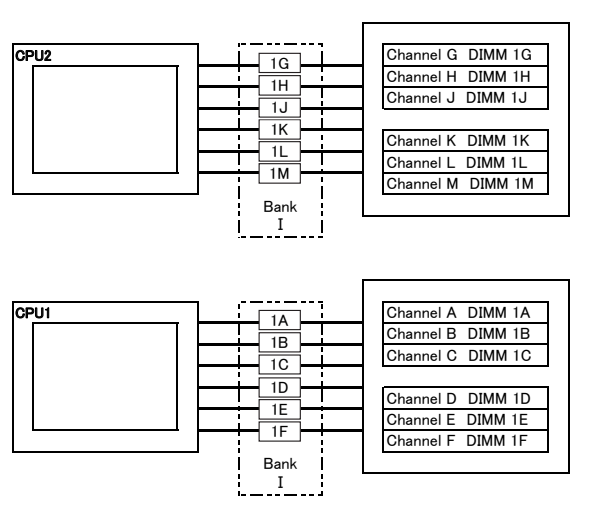 CPU2
1G
1H
1J
1K
1L
1M
Bank
I
Channel G DIMM 1G
Channel H DIMM 1H
Channel J DIMM 1J
Channel K DIMM 1K
Channel L DIMM 1L
Channel M DIMM 1M
CPU1
1A
1B
1C
1D
1E
1F
Bank
I
Channel A DIMM 1A
Channel B DIMM 1B
Channel C DIMM 1C
Channel D DIMM 1D
Channel E DIMM 1E
Channel F DIMM 1F